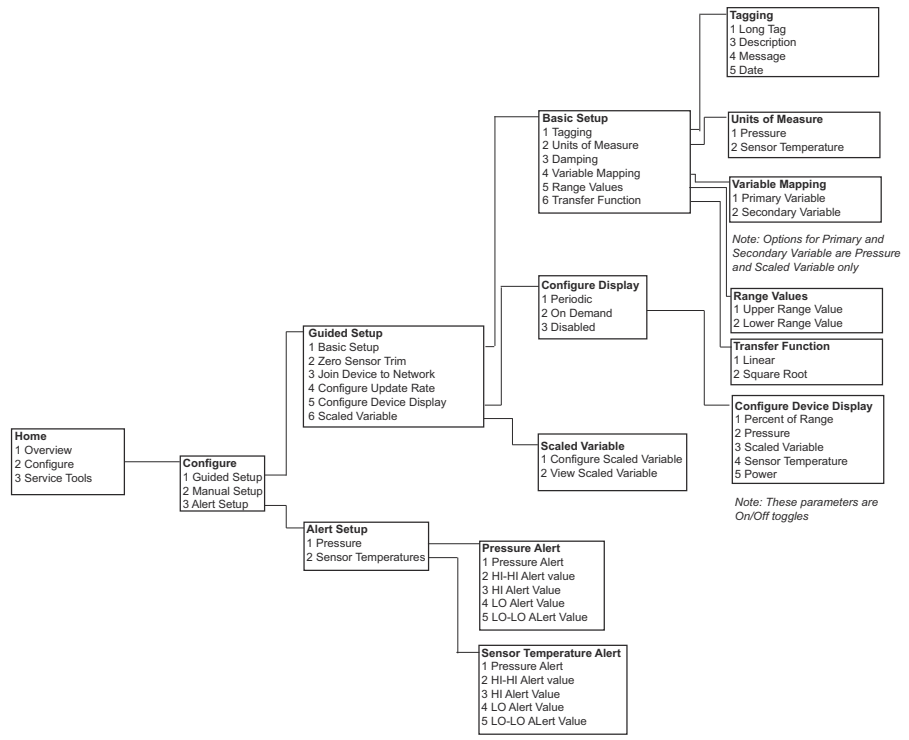 Home
1 Overview
2 Configure
3 Service Tools
Configure
1 Guided Setup
2 Manual Setup
3 Alert Setup
Guided Setup
1 Basic Setup
2 Zero Sensor Trim
3 Join Device to Network
4 Configure Update Rate
5 Configure Device Display
6 Scaled Variable
Alert Setup
1 Pressure
2 Sensor Temperatures
Basic Setup
1 Tagging
2 Units of Measure
3 Damping
4 Variable Mapping
5 Range Values
6 Transfer Function
Configure Display
1 Periodic
2 On Demand
3 Disabled
Scaled Variable
1 Configure Scaled Variable
2 View Scaled Variable
Pressure Alert
1 Pressure Alert
2 HI-HI Alert value
3 HI Alert Value
4 LO Alert Value
5 LO-LO ALert Value
Sensor Temperature Alert
1 Pressure Alert
2 HI-HI Alert value
3 HI Alert Value
4 LO Alert Value
5 LO-LO ALert Value
Tagging
1 Long Tag
3 Description
4 Message
5 Date
Units of Measure
1 Pressure
2 Sensor Temperature
Variable Mapping
1 Primary Variable
2 Secondary Variable
Note: Options for Primary and
Secondary Variable are Pressure
and Scaled Variable only
Range Values
1 Upper Range Value
2 Lower Range Value
Transfer Function
1 Linear
2 Square Root
Configure Device Display
1 Percent of Range
2 Pressure
3 Scaled Variable
4 Sensor Temperature
5 Power
Note: These parameters are
On/Off toggles